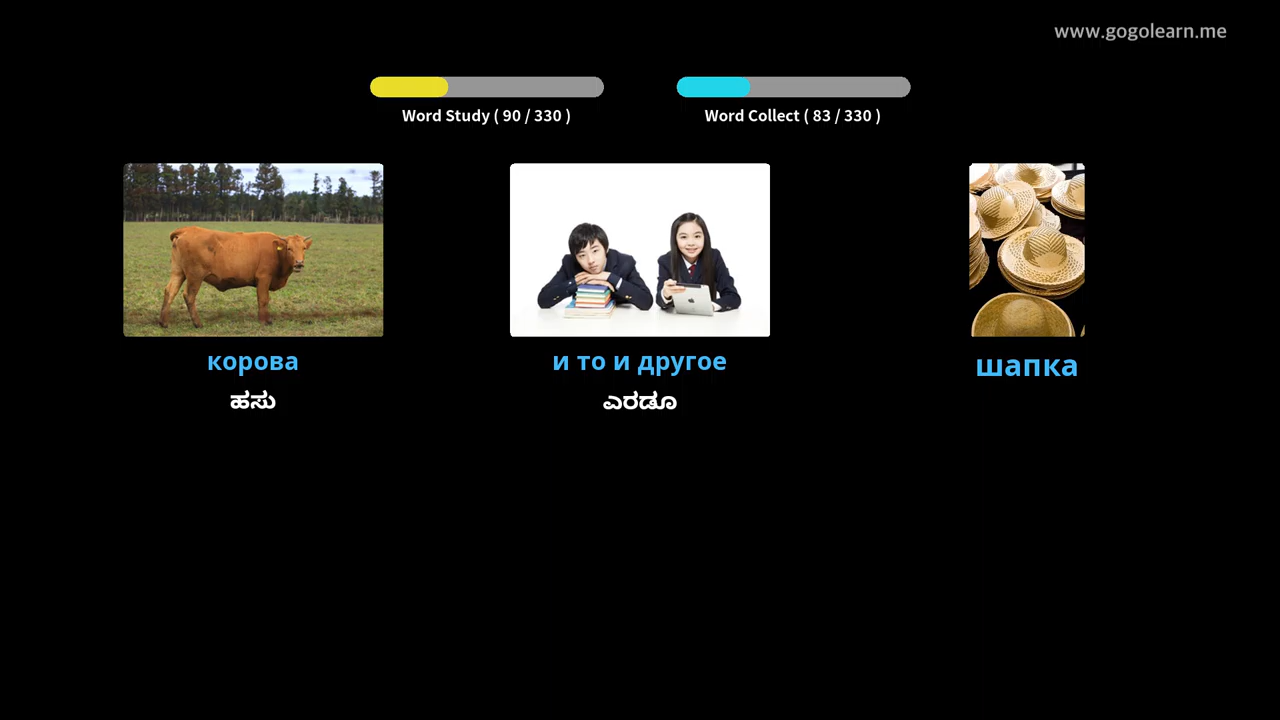 www.gogolearn.me
Word Study ( 90 / 330 )
Word Collect ( 83 / 330 )
корова
и то и другое
шапка
ಹಸು
ಎರಡೂ